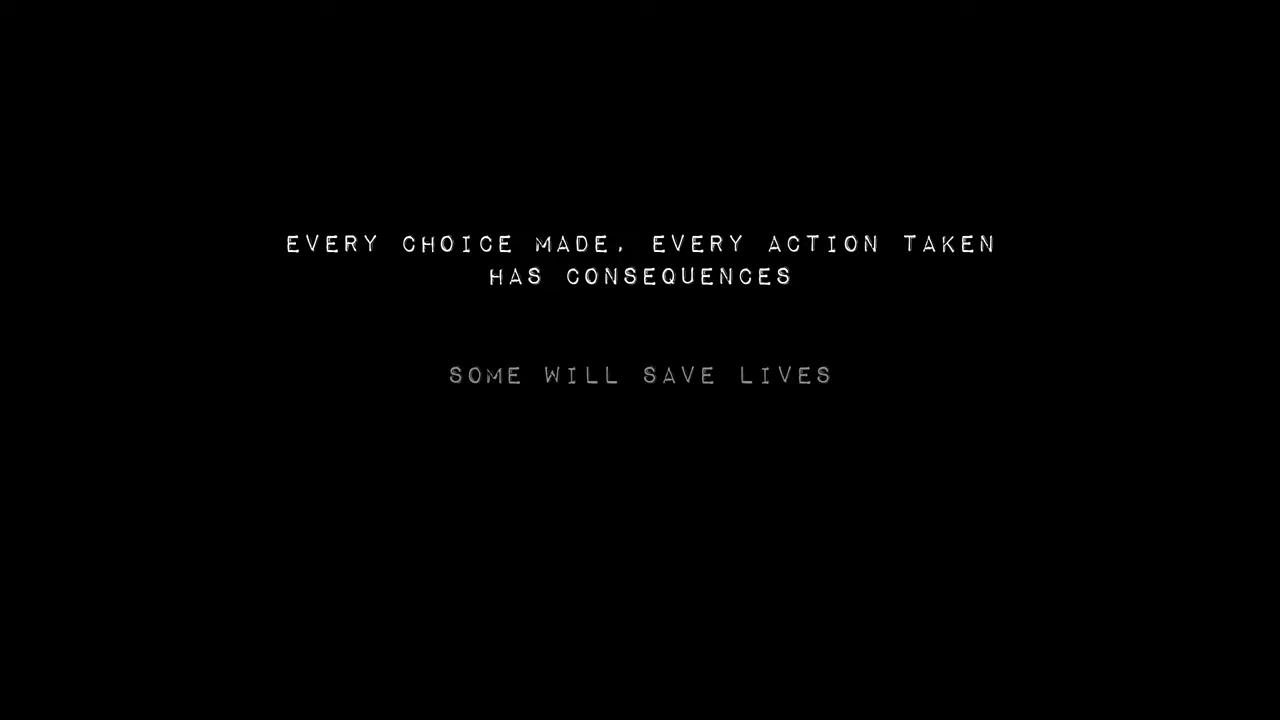 EVERY CHOICE MADE, EVERY ACTION TAKEN
HAS CONSEQUENCES
SOME WILL SAVE LIVES